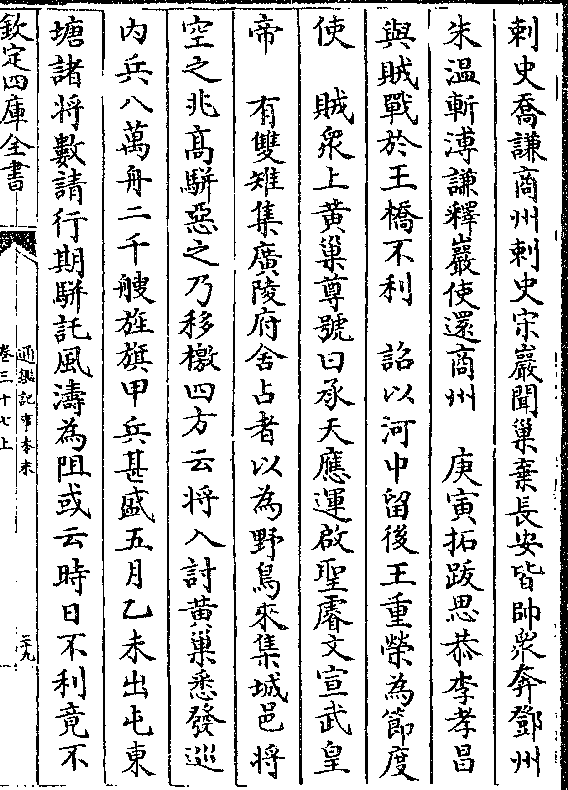 刺史喬謙商州刺史宋巖聞巢棄長安皆帥衆奔鄧州
朱溫斬溥謙釋巖使還商州　庚寅拓跋思恭李孝昌
與賊戰於王橋不利　詔以河中留後王重榮為節度
使　賊衆上黃巢尊號曰承天應運啟聖睿文宣武皇
帝　有雙雉集廣陵府舍占者以為野鳥來集城邑將
空之兆高駢惡之乃移檄四方云將入討黃巢悉發巡
内兵八萬舟二千艘旌旗甲兵甚盛五月乙未出屯東
塘諸将數請行期駢託風濤為阻或云時日不利竟不
欽定四庫全書
通鑑記事本末
卷三十七上
二十九